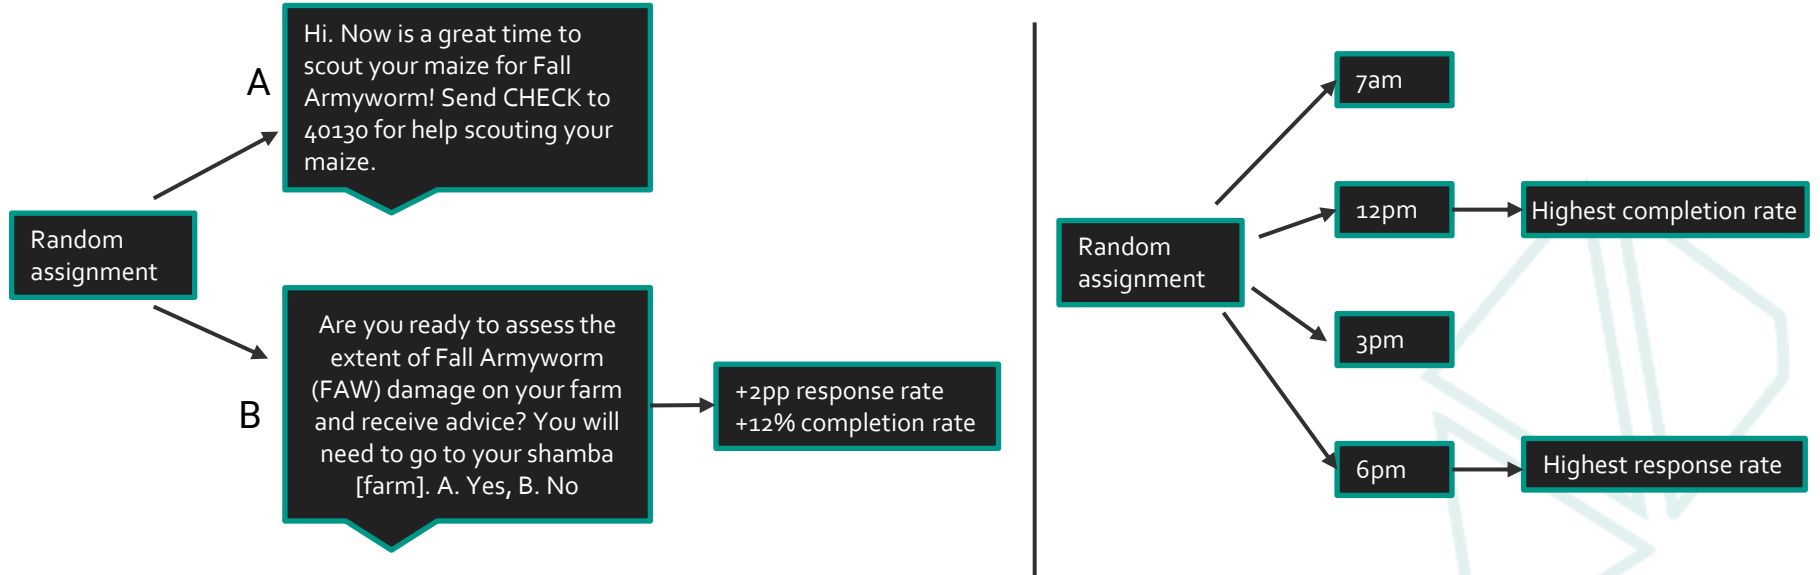 A
Hi. Now is a great time to
scout your maize for Fall
Armyworm! Send CHECK to
40130 for help scouting your
maize.
Random
assignment
B
Are you ready to assess the
extent of Fall Armyworm
(FAW) damage on your farm
and receive advice? You will
need to go to your shamba
[farm]. A. Yes, B. No
+2pp response rate
+12% completion rate
Random
assignment
7am
12pm
Highest completion rate
3pm
6pm
Highest response rate